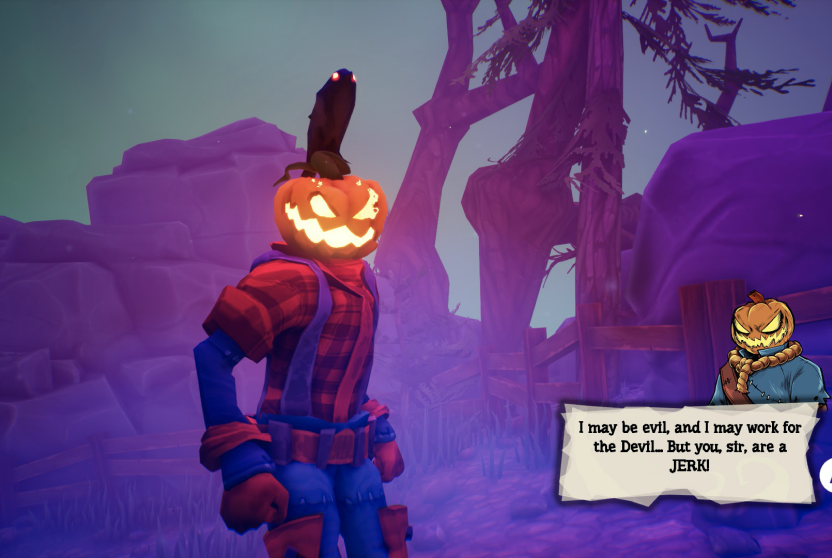 I may be evil, and I may work for
the Devil... But you, sir, are a
JERK!